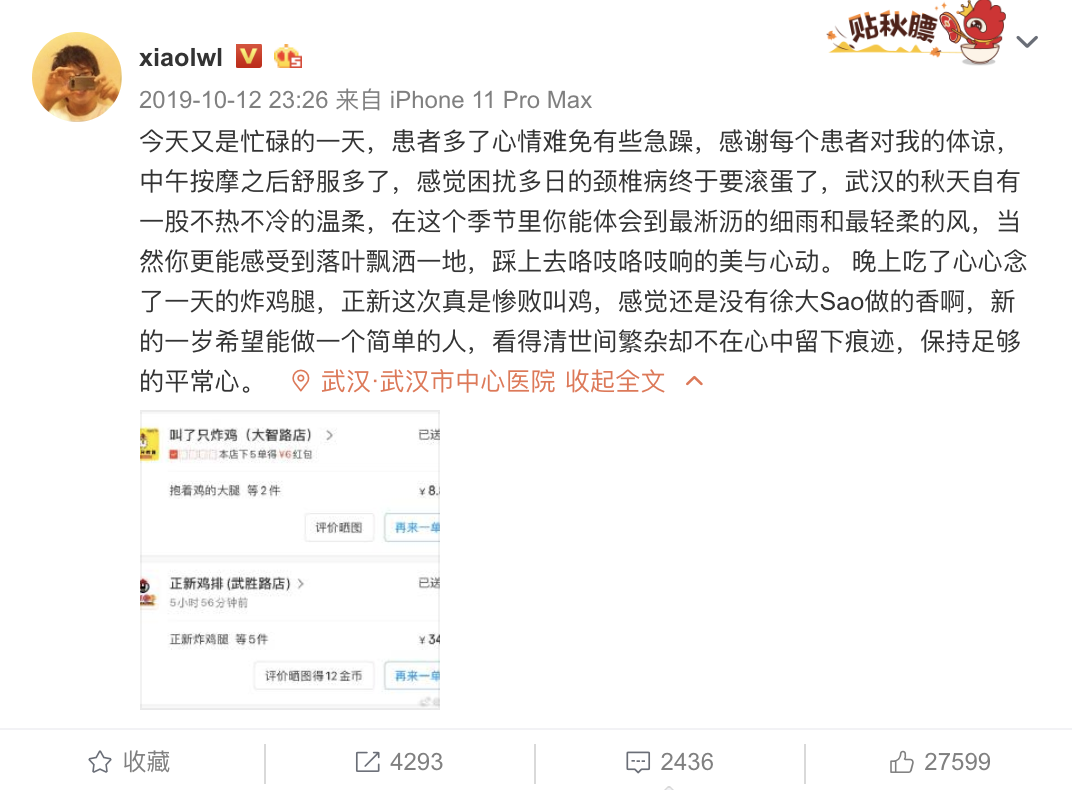 贴秋膘
xiaolwl
2019-10-12 23:26 来自 iPhone 11 Pro Max
今天又是忙碌的一天，患者多了心情难免有些急躁，感谢每个患者对我的体谅，
中午按摩之后舒服多了，感觉困扰多日的颈椎病终于要滚蛋了，武汉的秋天自有
一股不热不冷的温柔，在这个季节里你能体会到最淅沥的细雨和最轻柔的风，当
然你更能感受到落叶飘洒一地，踩上去咯吱咯吱响的美与心动。 晚上吃了心心念
了一天的炸鸡腿，正新这次真是惨败叫鸡，感觉还是没有徐大Sao做的香啊，新
的一岁希望能做一个简单的人，看得清世间繁杂却不在心中留下痕迹，保持足够
的平常心。 武汉·武汉市中心医院 收起全文
叫了只炸鸡（大智路店） 已送
本店下5单得¥6红包
抱着鸡的大腿 等2件 ¥8.
评价晒图 再来一单
正新鸡排 (武胜路店) 已送
5小时56分钟前
正新炸鸡腿 等5件 ¥34
评价晒图得12金币 再来一单
收藏 4293 2436 27599